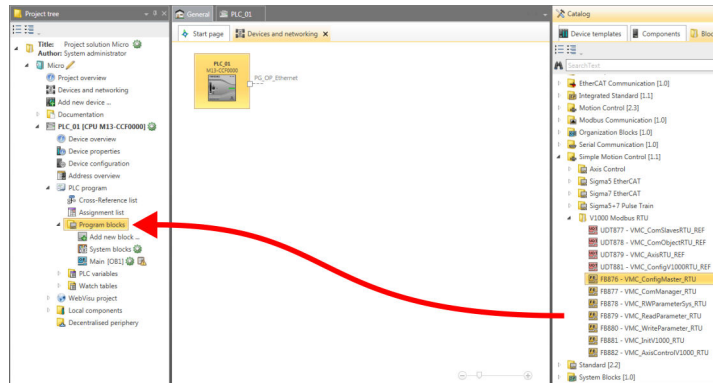 Project tree
Title: Project solution Micro
Author: System administrator
Micro
Project overview
Devices and networking
Add new device ...
Documentation
PLC_01 [CPU M13-CCF0000]
Device overview
Device properties
Device configuration
Address overview
PLC program
Cross-Reference list
Assignment list
Program blocks
Add new block ...
System blocks
Main [OB1]
PLC variables
Watch tables
WebVisu project
Local components
Decentralised periphery
General
PLC_01
Start page
Devices and networking
PLC_01
M13-CCF0000
PG_OP_Ethernet
Catalog
Device templates
Components
Bloc
SearchText
EtherCAT Communication [1.0]
Integrated Standard [1.1]
Motion Control [2.3]
Modbus Communication [1.0]
Organization Blocks [1.0]
Serial Communication [1.0]
Simple Motion Control [1.1]
Axis Control
Sigma5 EtherCAT
Sigma7 EtherCAT
Sigma5+7 Pulse Train
V1000 Modbus RTU
UDT877 - VMC_ComSlavesRTU_REF
UDT878 - VMC_ComObjectRTU_REF
UDT879 - VMC_AxisRTU_REF
UDT881 - VMC_ConfigV1000RTU_REF
FB876 - VMC_ConfigMaster_RTU
FB877 - VMC_ComManager_RTU
FB878 - VMC_RWParameterSys_RTU
FB879 - VMC_ReadParameter_RTU
FB880 - VMC_WriteParameter_RTU
FB881 - VMC_InitV1000_RTU
FB882 - VMC_AxisControlV1000_RTU
Standard [2.2]
System Blocks [1.0]